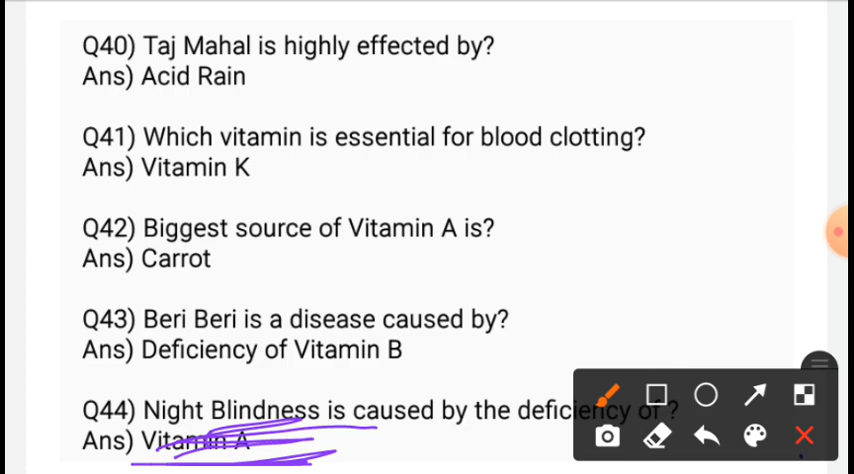 Q40) Taj Mahal is highly effected by?
Ans) Acid Rain
Q41) Which vitamin is essential for blood clotting?
Ans) Vitamin K
Q42) Biggest source of Vitamin A is?
Ans) Carrot
Q43) Beri Beri is a disease caused by?
Ans) Deficiency of Vitamin B
Q44) Night Blindness is caused by the deficiency of ?
Ans) Vitamin A